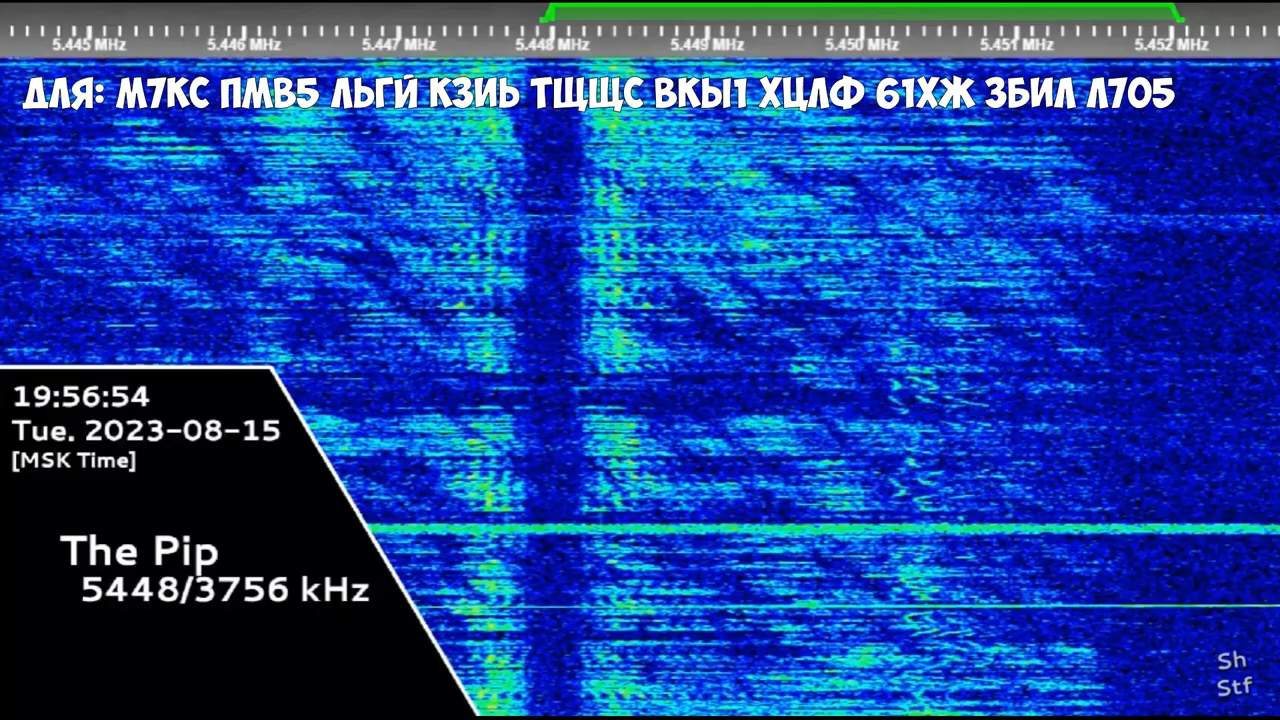 5.445 MHz 5.446 MHz 5.447 MHz 5.448 MHz 5.449 MHz 5.450 MHz 5.451 MHz 5.452 MHz
ДЛЯ: М7КС ПМВ5 ЛЬГЙ КЗИЬ ТЩЩС ВКЫ1 ХЦЛФ 61ХЖ ЗБИЛ Л705
19:56:54
Tue. 2023-08-15
[MSK Time]
The Pip
5448/3756 kHz
Sh
Stf